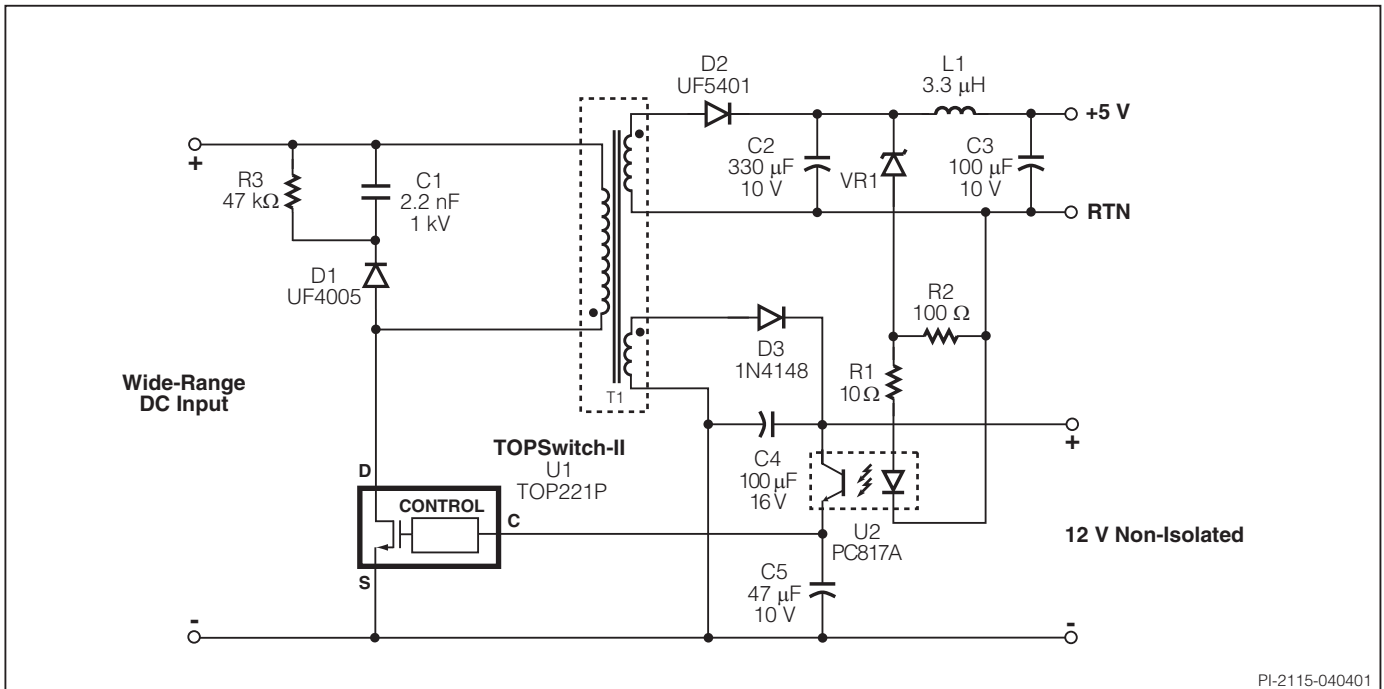 D2
UF5401
L1
3.3 μH
+5 V
+
R3
47 kΩ
C1
2.2 nF
1 kV
C2
330 μF
10 V
VR1
C3
100 μF
10 V
RTN
D1
UF4005
R2
100 Ω
D3
1N4148
R1
10Ω
Wide-Range
DC Input
T1
+
TOPSwitch-II
U1
TOP221P
C4
100 μF
16 V
D
CONTROL
C
S
U2
PC817A
12 V Non-Isolated
C5
47 μF
10 V
-
-
PI-2115-040401